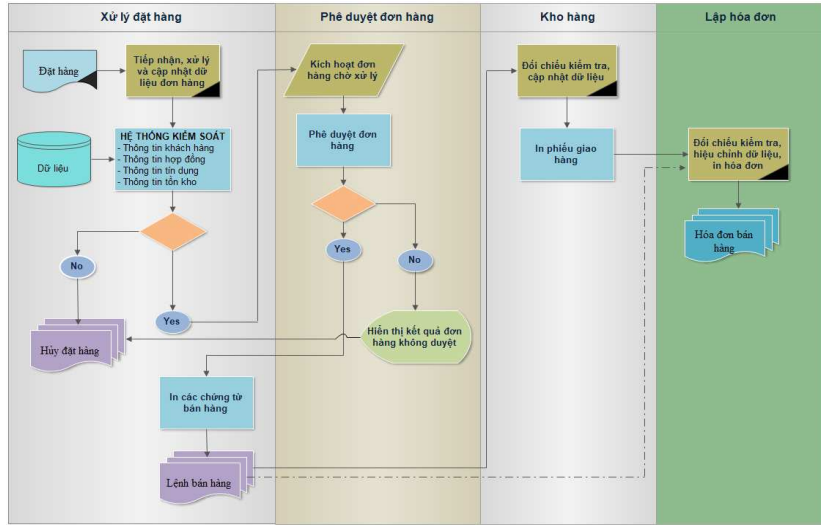 Xử lý đặt hàng
Phê duyệt đơn hàng
Kho hàng
Lập hóa đơn
Đặt hàng
Tiếp nhận, xử lý
và cập nhật dữ
liệu đơn hàng
Kích hoạt đơn
hàng chờ xử lý
Đối chiếu kiểm tra,
cập nhật dữ liệu
Dữ liệu
HỆ THÔNG KIỂM SOÁT
- Thông tin khách hàng
- Thông tin hợp đồng
- Thông tin tín dụng
- Thông tin tồn kho
Phê duyệt đơn
hàng
In phiếu giao
hàng
Đối chiếu kiểm tra,
hiệu chỉnh dữ liệu,
in hóa đơn
Hóa đơn bán
hàng
No
Yes
Yes
No
Hủy đặt hàng
Hiển thị kết quả đơn
hàng không duyệt
In các chứng từ
bán hàng
Lệnh bán hàng